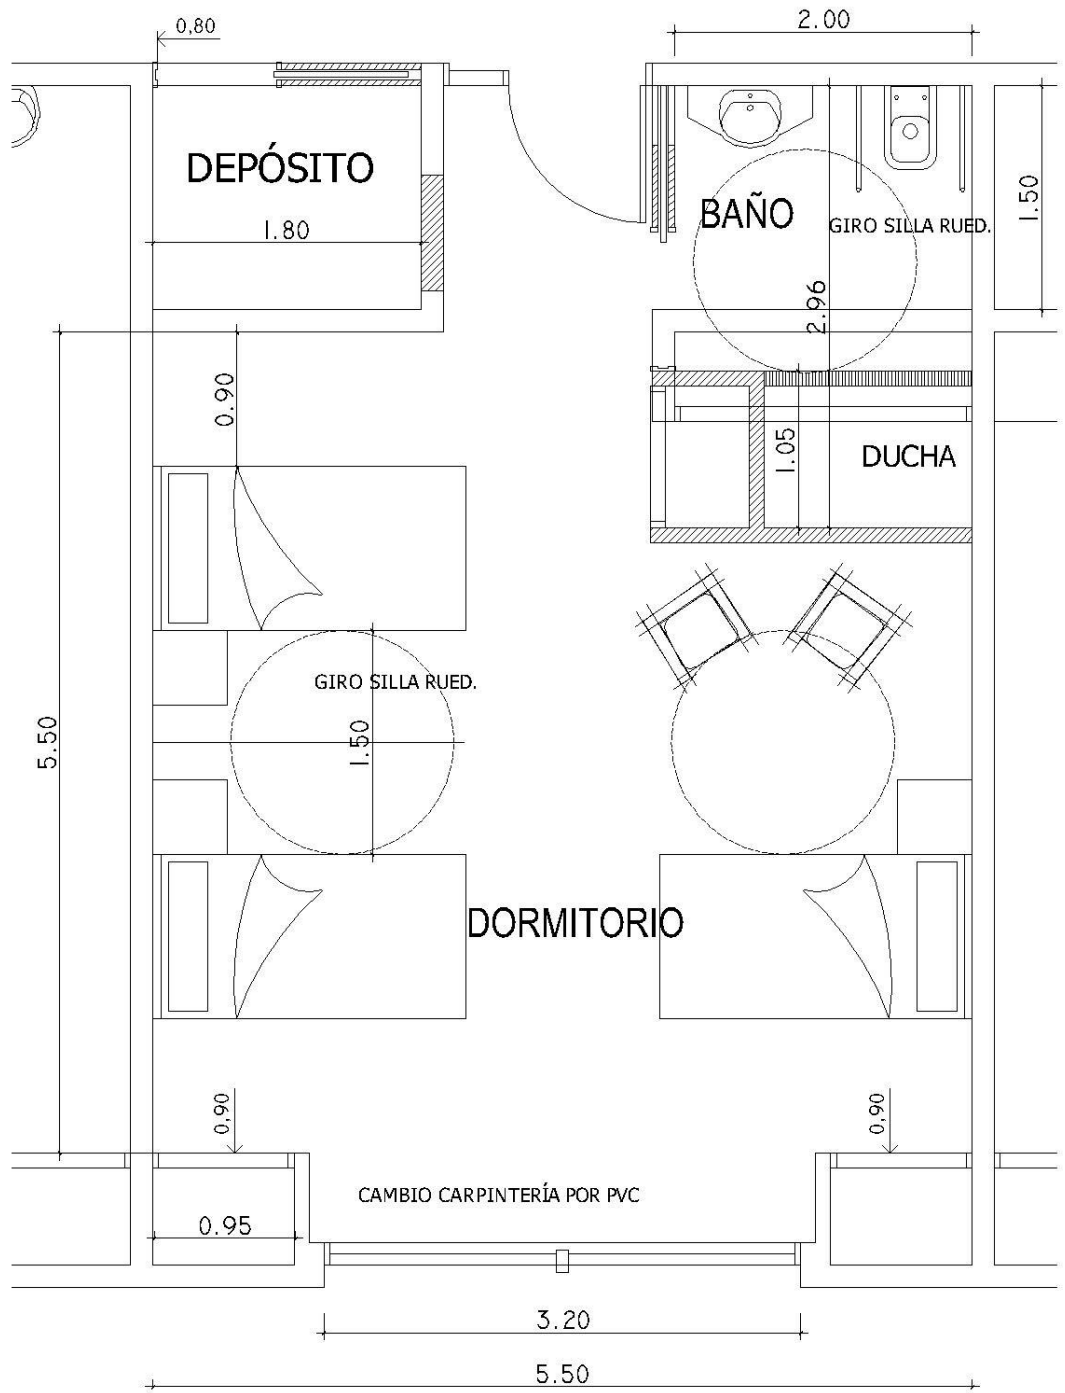 0,80
2.00
DEPÓSITO
1.80
BAÑO
GIRO SILLA RUED.
1.50
2.96
0.90
1.05
DUCHA
GIRO SILLA RUED.
1.50
5.50
DORMITORIO
0,90
0,90
CAMBIO CARPINTERÍA POR PVC
0.95
3.20
5.50